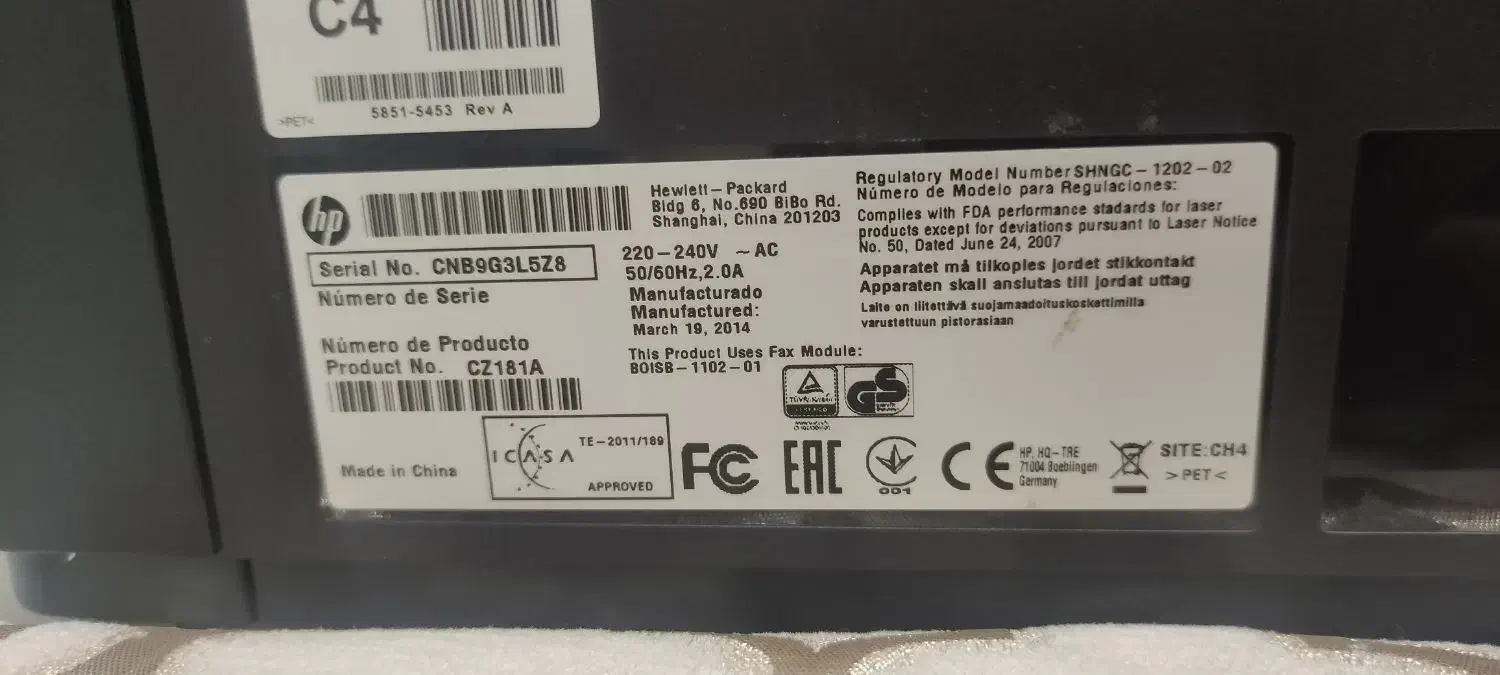 C4
5851-5453 Rev A
>PET<
hp
Hewlett-Packard
Bldg 6, No.690 BiBo Rd.
Shanghai, China 201203
Serial No. CNB9G3L5Z8
Número de Serie
220-240V ~AC
50/60Hz,2.0A
Manufacturado
Manufactured:
March 19, 2014
Número de Producto
Product No. CZ181A
This Product Uses Fax Module:
BOISB-1102-01
Regulatory Model Number SHNGC-1202-02
Número de Modelo para Regulaciones:
Complies with FDA performance stadards for laser
products except for deviations pursuant to Laser Notice
No. 50, Dated June 24, 2007
Apparatet må tilkoples jordet stikkontakt
Apparaten skall anslutas till jordat uttag
Laite on liitettävä suojamaadoituskoskettimilla
varustettuun pistorasiaan
GS
Made in China
ICASA
TE-2011/189
APPROVED
FC
EAC
001
CE
HP, HQ-TRE
71004 Boeblingen
Germany
SITE:CH4
>PET<